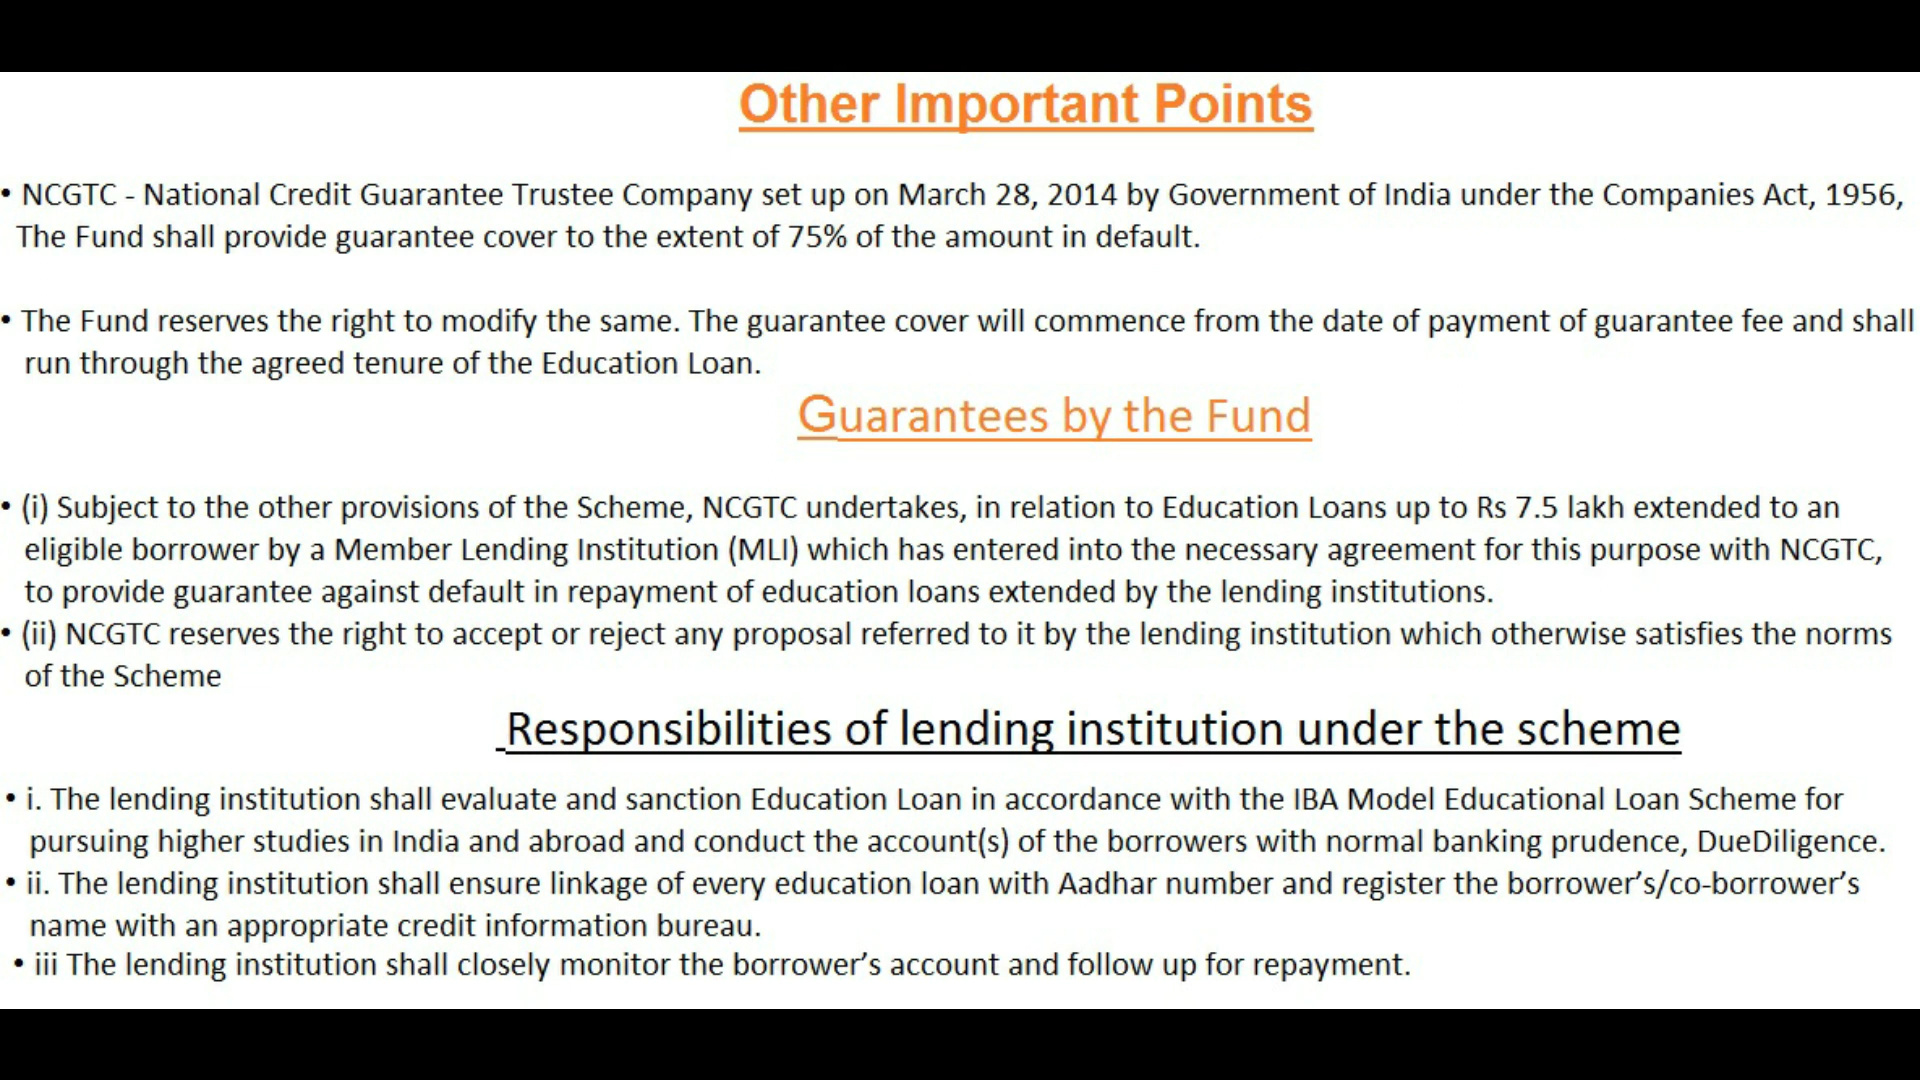 Other Important Points
• NCGTC - National Credit Guarantee Trustee Company set up on March 28, 2014 by Government of India under the Companies Act, 1956,
The Fund shall provide guarantee cover to the extent of 75% of the amount in default.
• The Fund reserves the right to modify the same. The guarantee cover will commence from the date of payment of guarantee fee and shall
run through the agreed tenure of the Education Loan.
Guarantees by the Fund
• (i) Subject to the other provisions of the Scheme, NCGTC undertakes, in relation to Education Loans up to Rs 7.5 lakh extended to an
eligible borrower by a Member Lending Institution (MLI) which has entered into the necessary agreement for this purpose with NCGTC,
to provide guarantee against default in repayment of education loans extended by the lending institutions.
• (ii) NCGTC reserves the right to accept or reject any proposal referred to it by the lending institution which otherwise satisfies the norms
of the Scheme
Responsibilities of lending institution under the scheme
• i. The lending institution shall evaluate and sanction Education Loan in accordance with the IBA Model Educational Loan Scheme for
pursuing higher studies in India and abroad and conduct the account(s) of the borrowers with normal banking prudence, DueDiligence.
• ii. The lending institution shall ensure linkage of every education loan with Aadhar number and register the borrower’s/co-borrower’s
name with an appropriate credit information bureau.
• iii The lending institution shall closely monitor the borrower’s account and follow up for repayment.